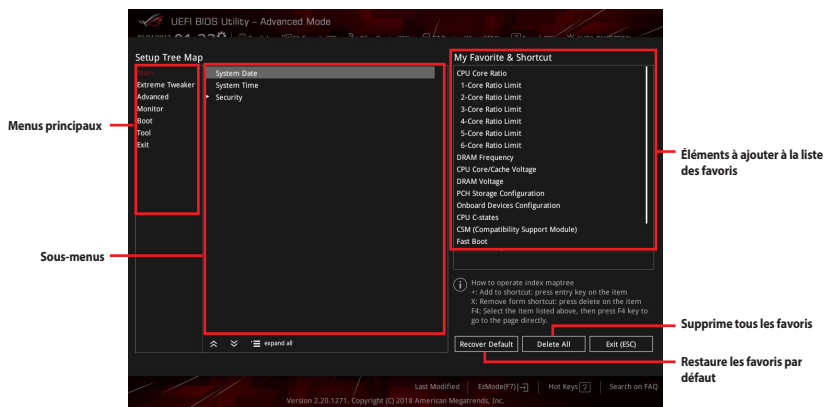 UEFI BIOS Utility – Advanced Mode
Setup Tree Map
Main
Extreme Tweaker
Advanced
Monitor
Boot
Tool
Exit
System Date
System Time
Security
expand all
My Favorite & Shortcut
CPU Core Ratio
1-Core Ratio Limit
2-Core Ratio Limit
3-Core Ratio Limit
4-Core Ratio Limit
5-Core Ratio Limit
6-Core Ratio Limit
DRAM Frequency
CPU Core/Cache Voltage
DRAM Voltage
PCH Storage Configuration
Onboard Devices Configuration
CPU C-states
CSM (Compatibility Support Module)
Fast Boot
How to operate index maptree
+: Add to shortcut: press entry key on the item
X: Remove form shortcut: press delete on the item
F4: Select the item listed above, then press F4 key to
go to the page directly.
Recover Default
Delete All
Exit (ESC)
Last Modified
EzMode(F7)
Hot Keys ?
Search on FAQ
Version 2.20.1271. Copyright (C) 2018 American Megatrends, Inc.
Menus principaux
Sous-menus
Éléments à ajouter à la liste
des favoris
Supprime tous les favoris
Restaure les favoris par
défaut